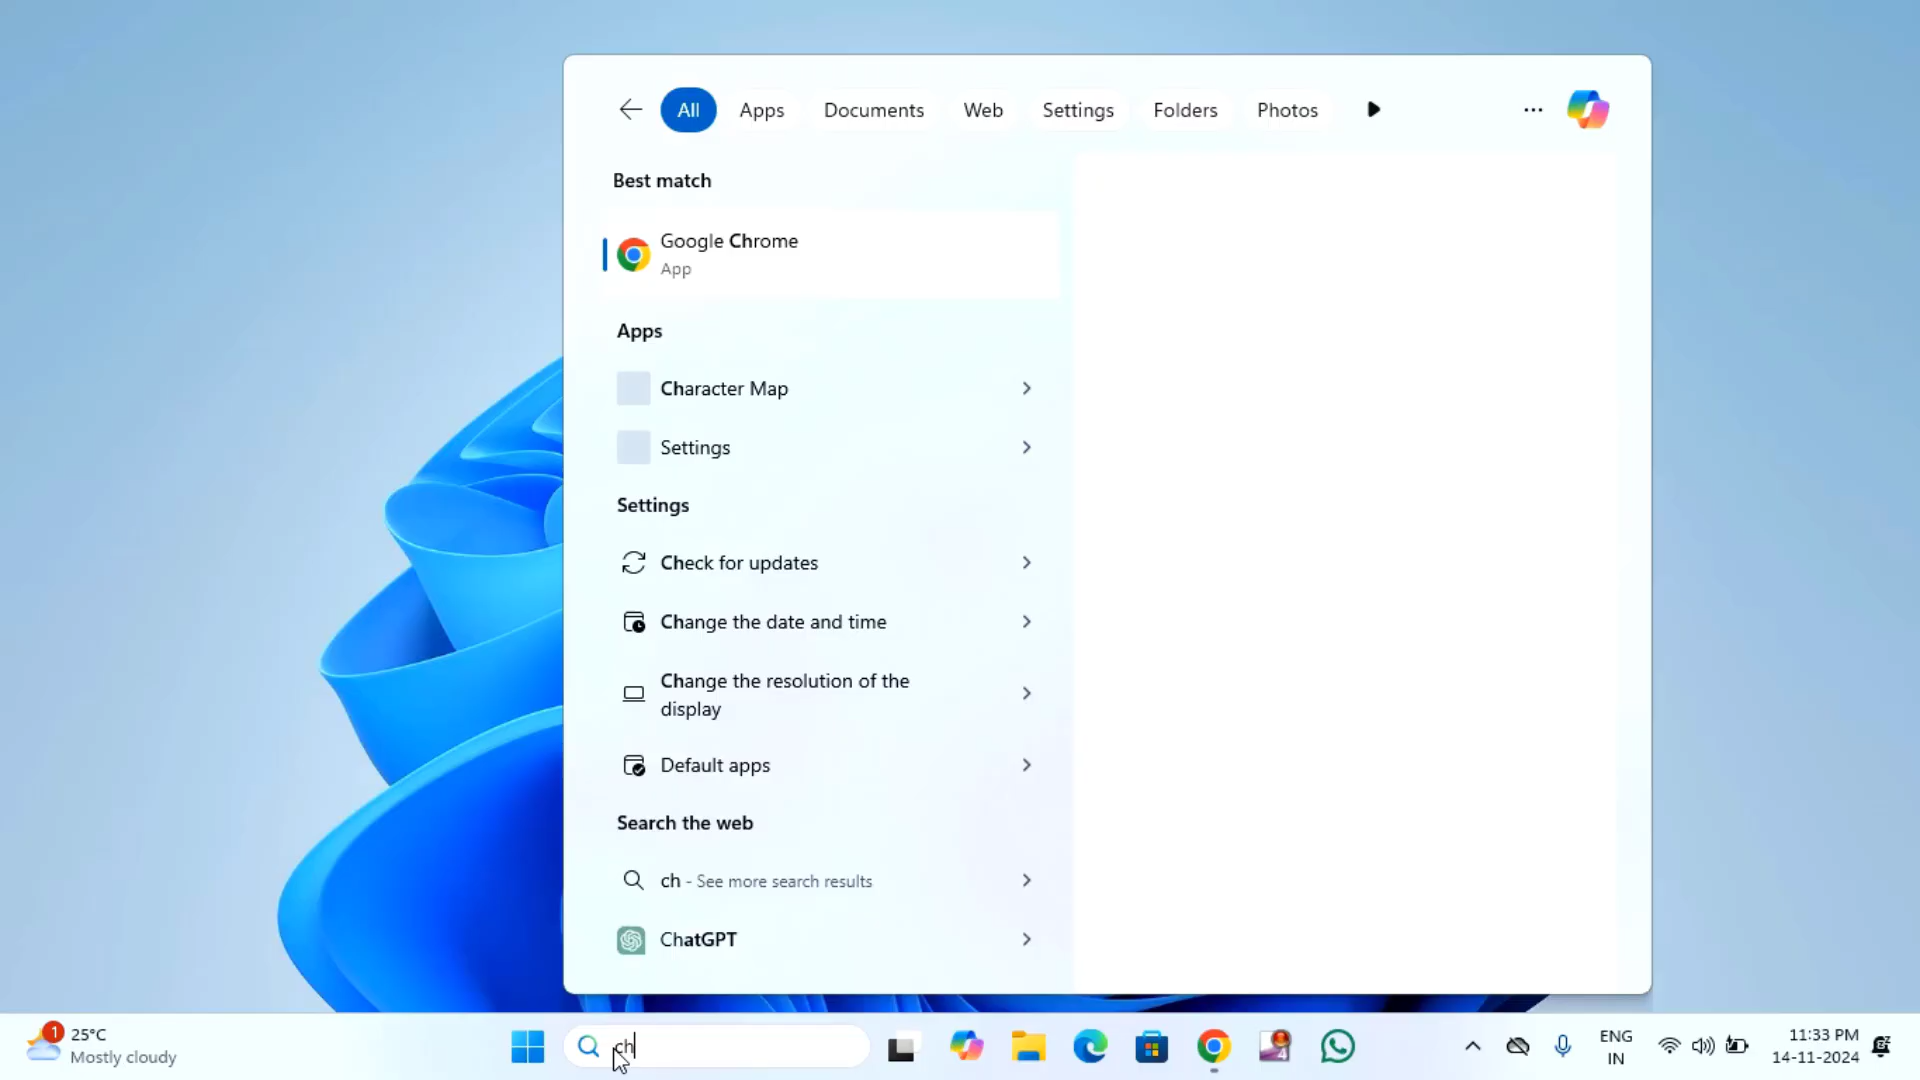 All Apps Documents Web Settings Folders Photos
Best match
Google Chrome
App
Apps
Character Map
Settings
Settings
Check for updates
Change the date and time
Change the resolution of the
display
Default apps
Search the web
ch - See more search results
ChatGPT
1
25°C
Mostly cloudy
ch
4
ENG
IN
11:33 PM
14-11-2024